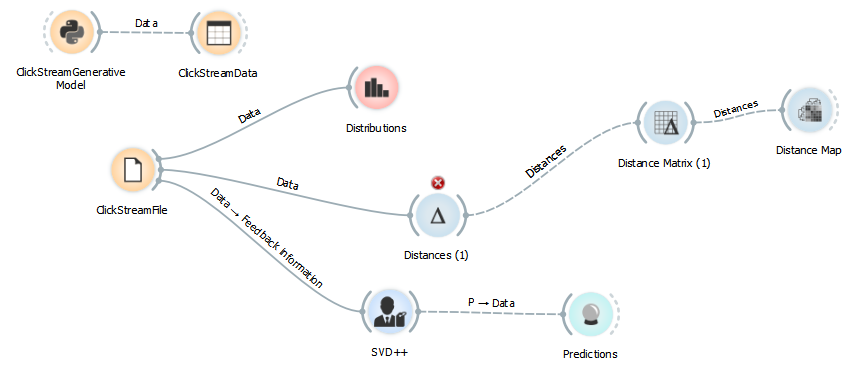 Data
ClickStreamGenerative
Model
ClickStreamData
Data
Distributions
Distances
Distance Matrix (1)
Distances
Distance Map
ClickStreamFile
Data
Distances (1)
Data → Feedback Information
SVD++
P → Data
Predictions